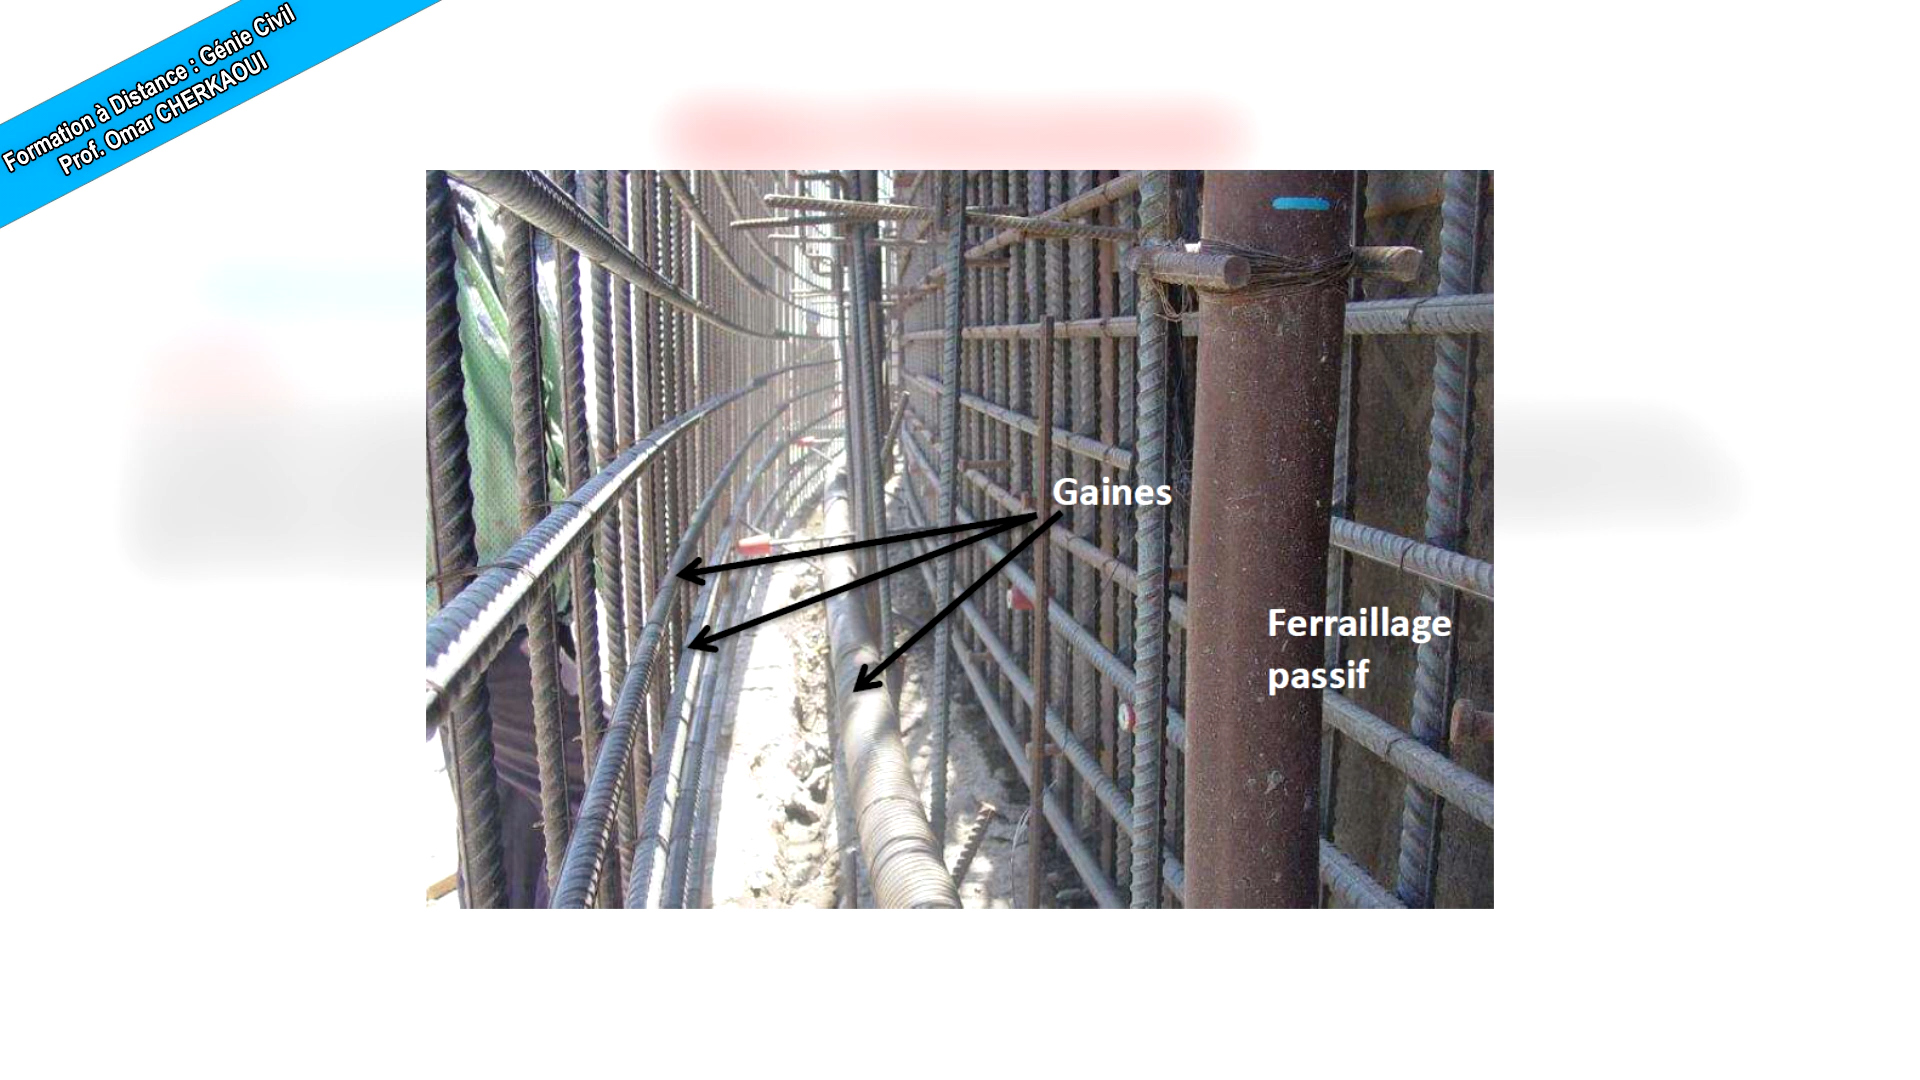 Formation à Distance : Génie Civil
Prof. Omar CHERKAOUI
Gaines
Ferraillage
passif